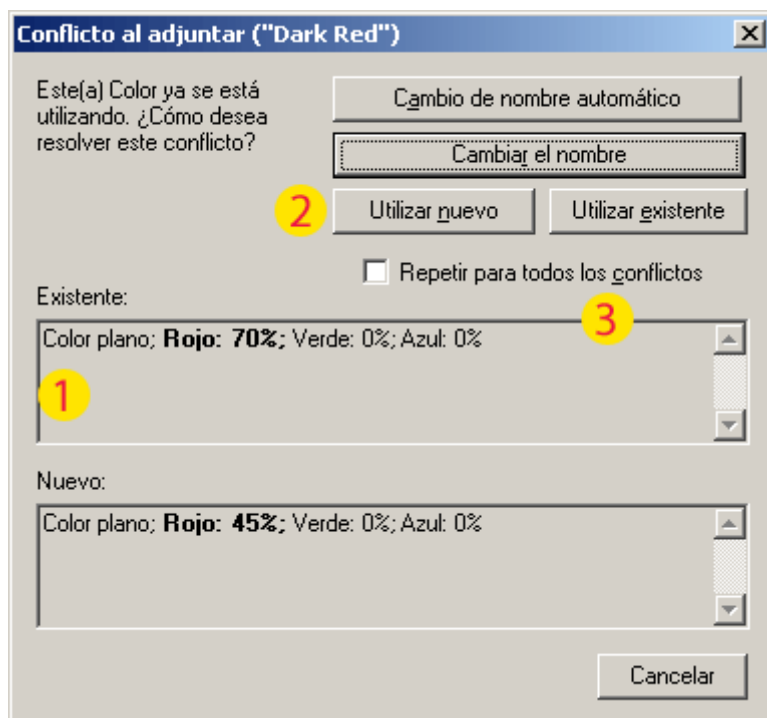 Conflicto al adjuntar ("Dark Red")
Este(a) Color ya se está
utilizando. ¿Cómo desea
resolver este conflicto?
Cambio de nombre automático
Cambiar el nombre
2
Utilizar nuevo
Utilizar existente
Repetir para todos los conflictos
3
Existente:
Color plano; Rojo: 70%; Verde: 0%; Azul: 0%
1
Nuevo:
Color plano; Rojo: 45%; Verde: 0%; Azul: 0%
Cancelar